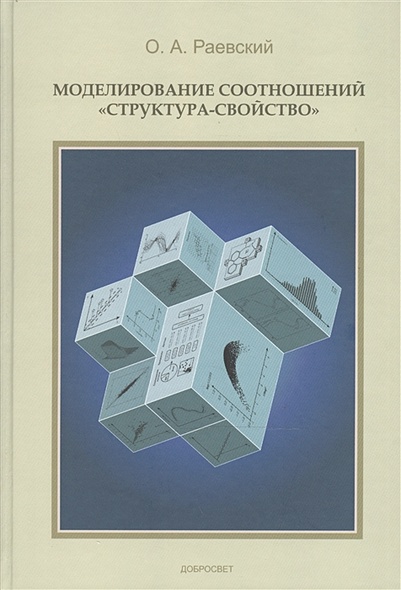 О. А. Раевский
МОДЕЛИРОВАНИЕ СООТНОШЕНИЙ
«СТРУКТУРА-СВОЙСТВО»
ДОБРОСВЕТ